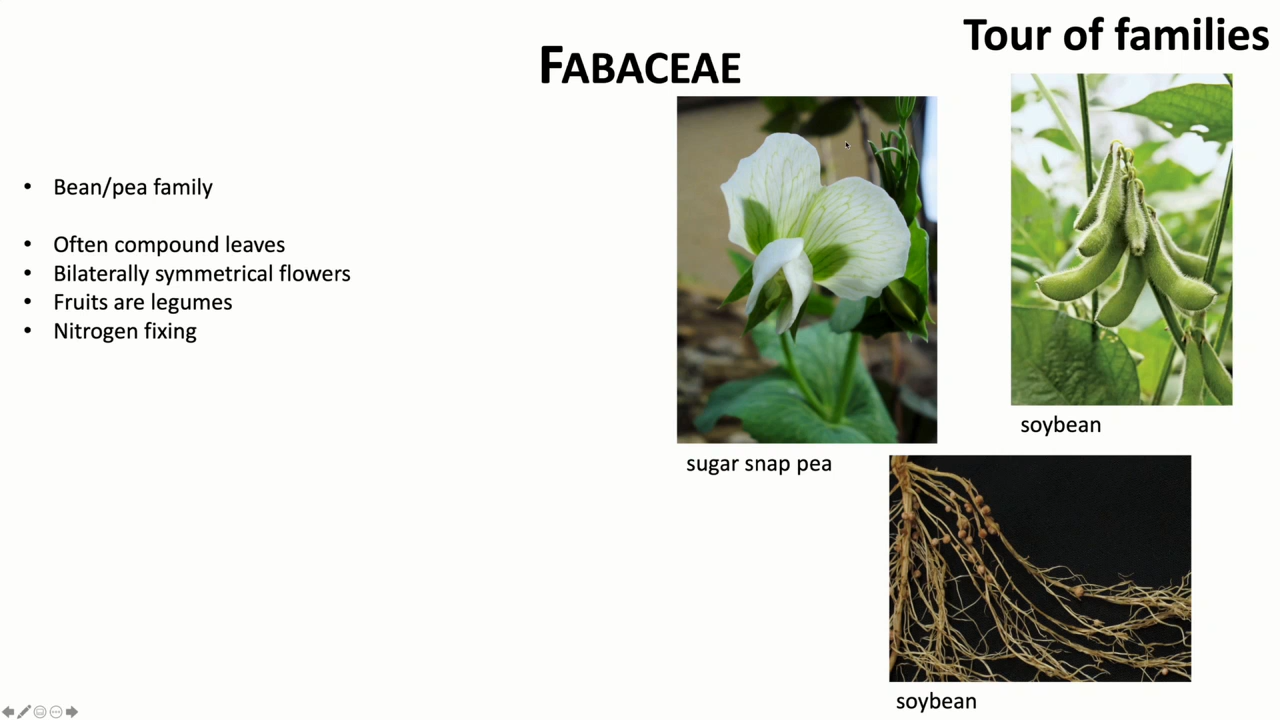 Tour of families
FABACEAE
• Bean/pea family
• Often compound leaves
• Bilaterally symmetrical flowers
• Fruits are legumes
• Nitrogen fixing
soybean
sugar snap pea
soybean